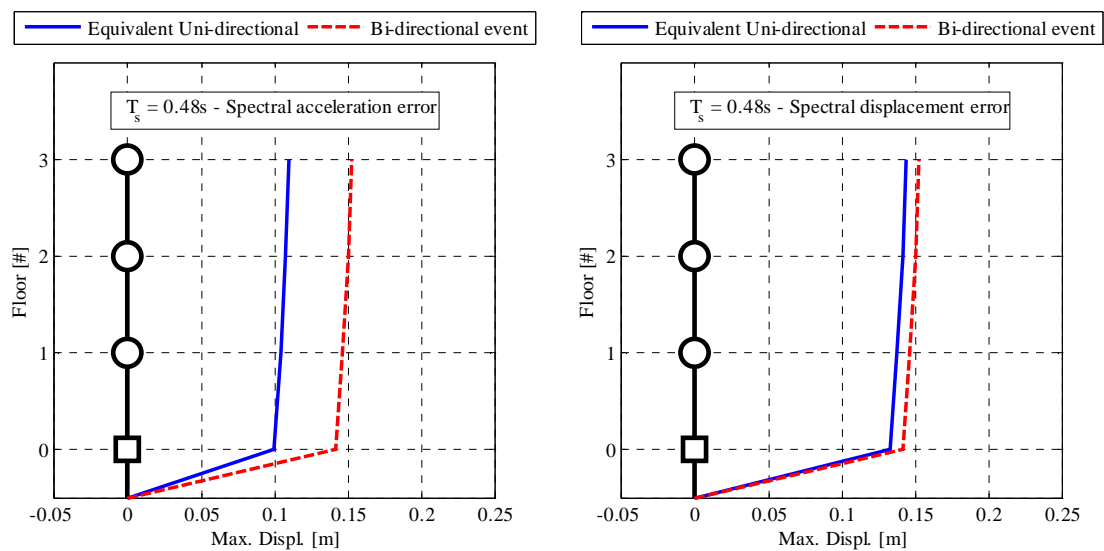 Equivalent Uni-directional Bi-directional event
T_s = 0.48s - Spectral acceleration error
3
2
1
0
Floor [#]
-0.05 0 0.05 0.1 0.15 0.2 0.25
Max. Displ. [m]
Equivalent Uni-directional Bi-directional event
T_s = 0.48s - Spectral displacement error
3
2
1
0
Floor [#]
-0.05 0 0.05 0.1 0.15 0.2 0.25
Max. Displ. [m]